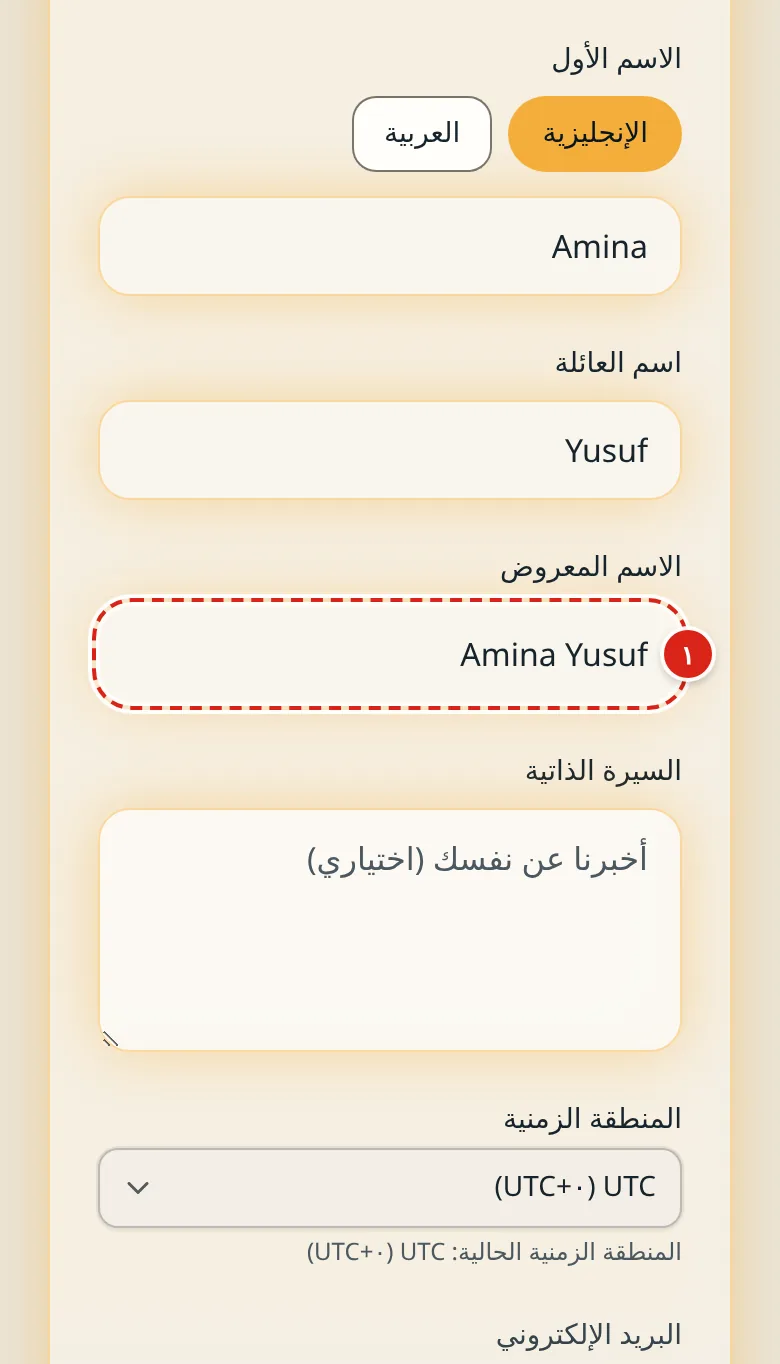 الاسم الأول
الإنجليزية العربية
Amina
اسم العائلة
Yusuf
الاسم المعروض
Amina Yusuf
١
السيرة الذاتية
أخبرنا عن نفسك (اختياري)
المنطقة الزمنية
UTC (UTC+٠)
المنطقة الزمنية الحالية: UTC (UTC+٠)
البريد الإلكتروني